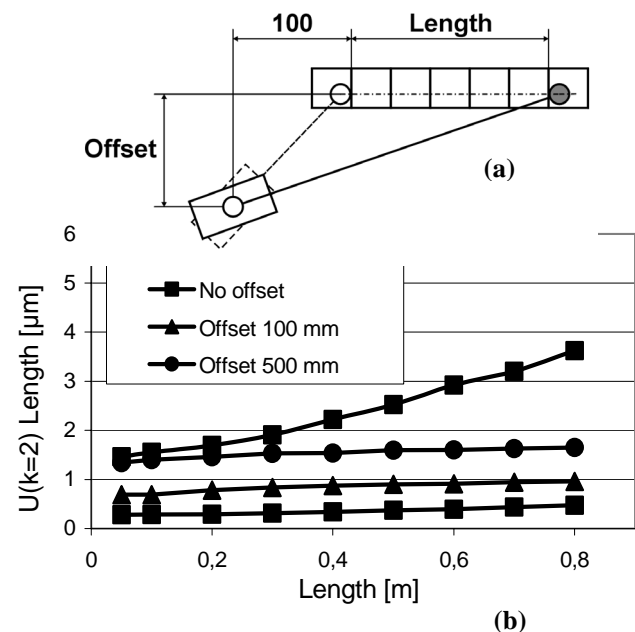 100 Length
Offset
(a)
6
5
4
3
2
1
0
U(k=2) Length [µm]
No offset
Offset 100 mm
Offset 500 mm
0 0,2 0,4 0,6 0,8
Length [m]
(b)